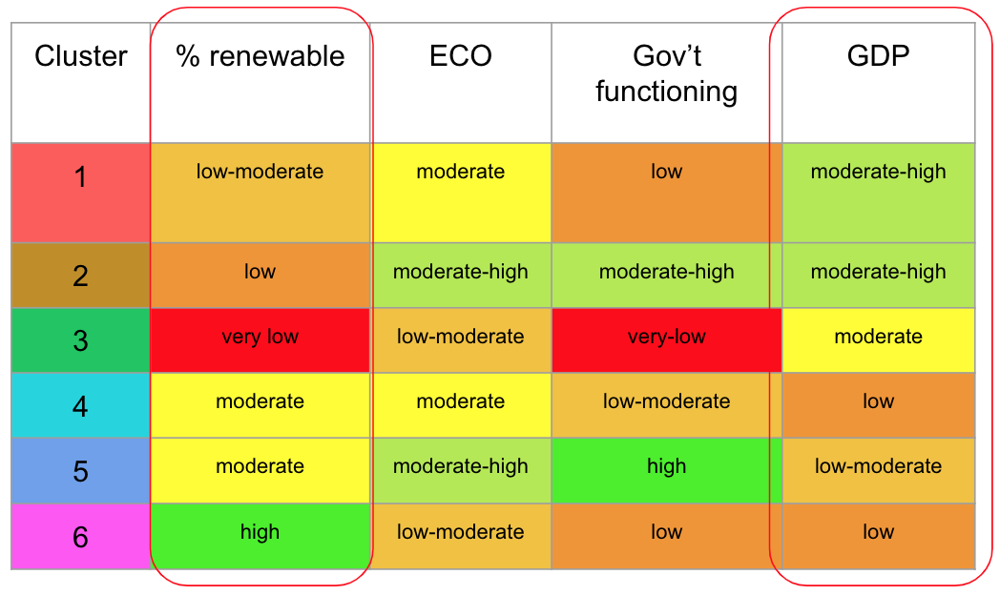 Cluster % renewable ECO Gov’t functioning GDP
1 low-moderate moderate low moderate-high
2 low moderate-high moderate-high moderate-high
3 very low low-moderate very-low moderate
4 moderate moderate low-moderate low
5 moderate moderate-high high low-moderate
6 high low-moderate low low